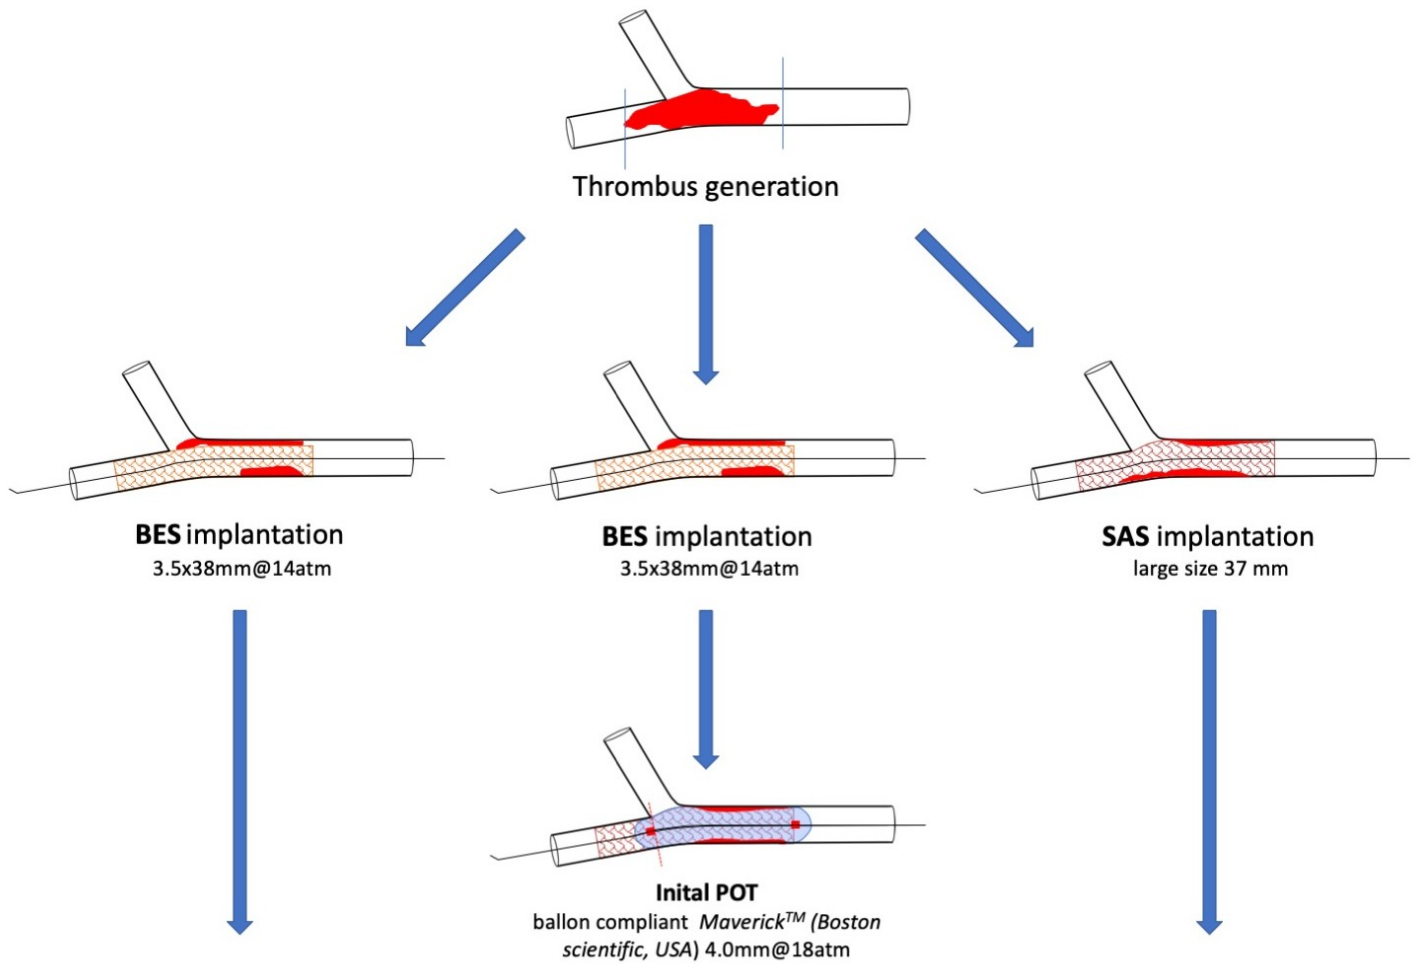 Thrombus generation
BES implantation
3.5x38mm@14atm
BES implantation
3.5x38mm@14atm
SAS implantation
large size 37 mm
Inital POT
ballon compliant Maverick™ (Boston
scientific, USA) 4.0mm@18atm